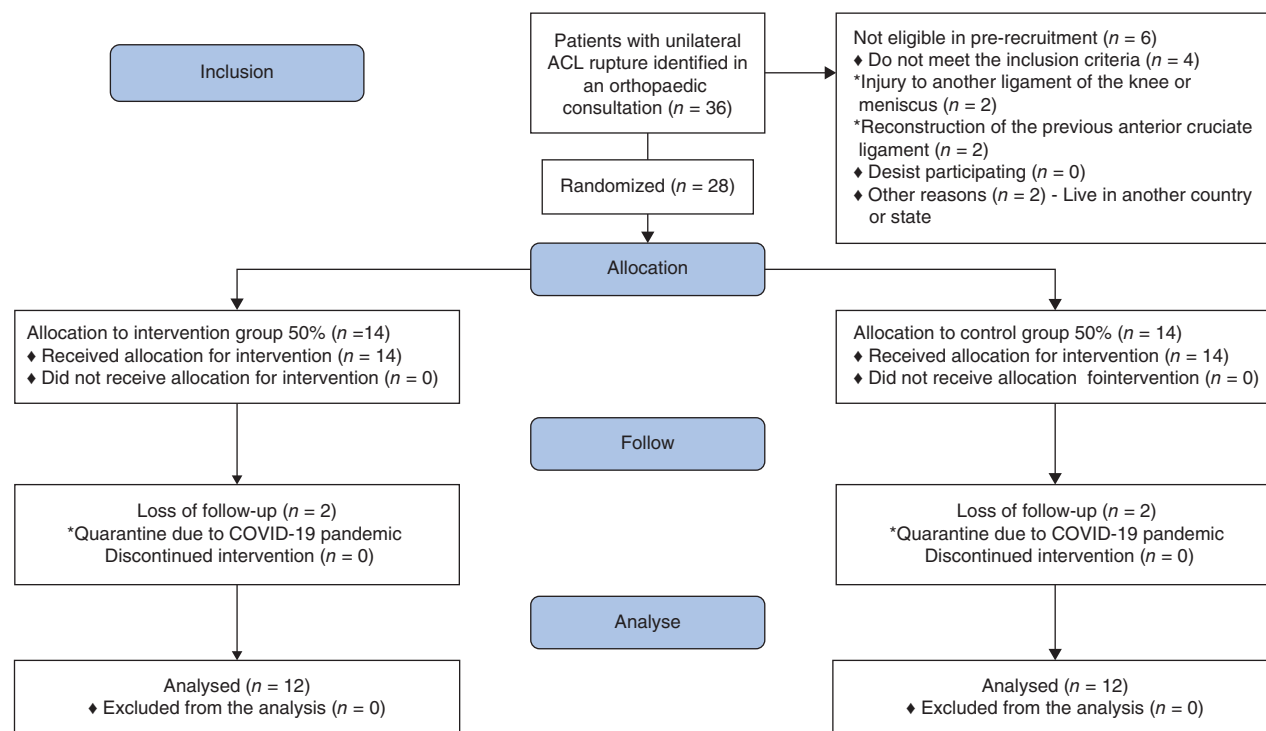 Inclusion
Patients with unilateral
ACL rupture identified in
an orthopaedic
consultation (n = 36)
Not eligible in pre-recruitment (n = 6)
♦ Do not meet the inclusion criteria (n = 4)
*Injury to another ligament of the knee or
meniscus (n = 2)
*Reconstruction of the previous anterior cruciate
ligament (n = 2)
♦ Desist participating (n = 0)
♦ Other reasons (n = 2) - Live in another country
or state
Randomized (n = 28)
Allocation
Allocation to intervention group 50% (n =14)
♦ Received allocation for intervention (n = 14)
♦ Did not receive allocation for intervention (n = 0)
Allocation to control group 50% (n = 14)
♦ Received allocation for intervention (n = 14)
♦ Did not receive allocation fointervention (n = 0)
Follow
Loss of follow-up (n = 2)
*Quarantine due to COVID-19 pandemic
Discontinued intervention (n = 0)
Loss of follow-up (n = 2)
*Quarantine due to COVID-19 pandemic
Discontinued intervention (n = 0)
Analyse
Analysed (n = 12)
♦ Excluded from the analysis (n = 0)
Analysed (n = 12)
♦ Excluded from the analysis (n = 0)